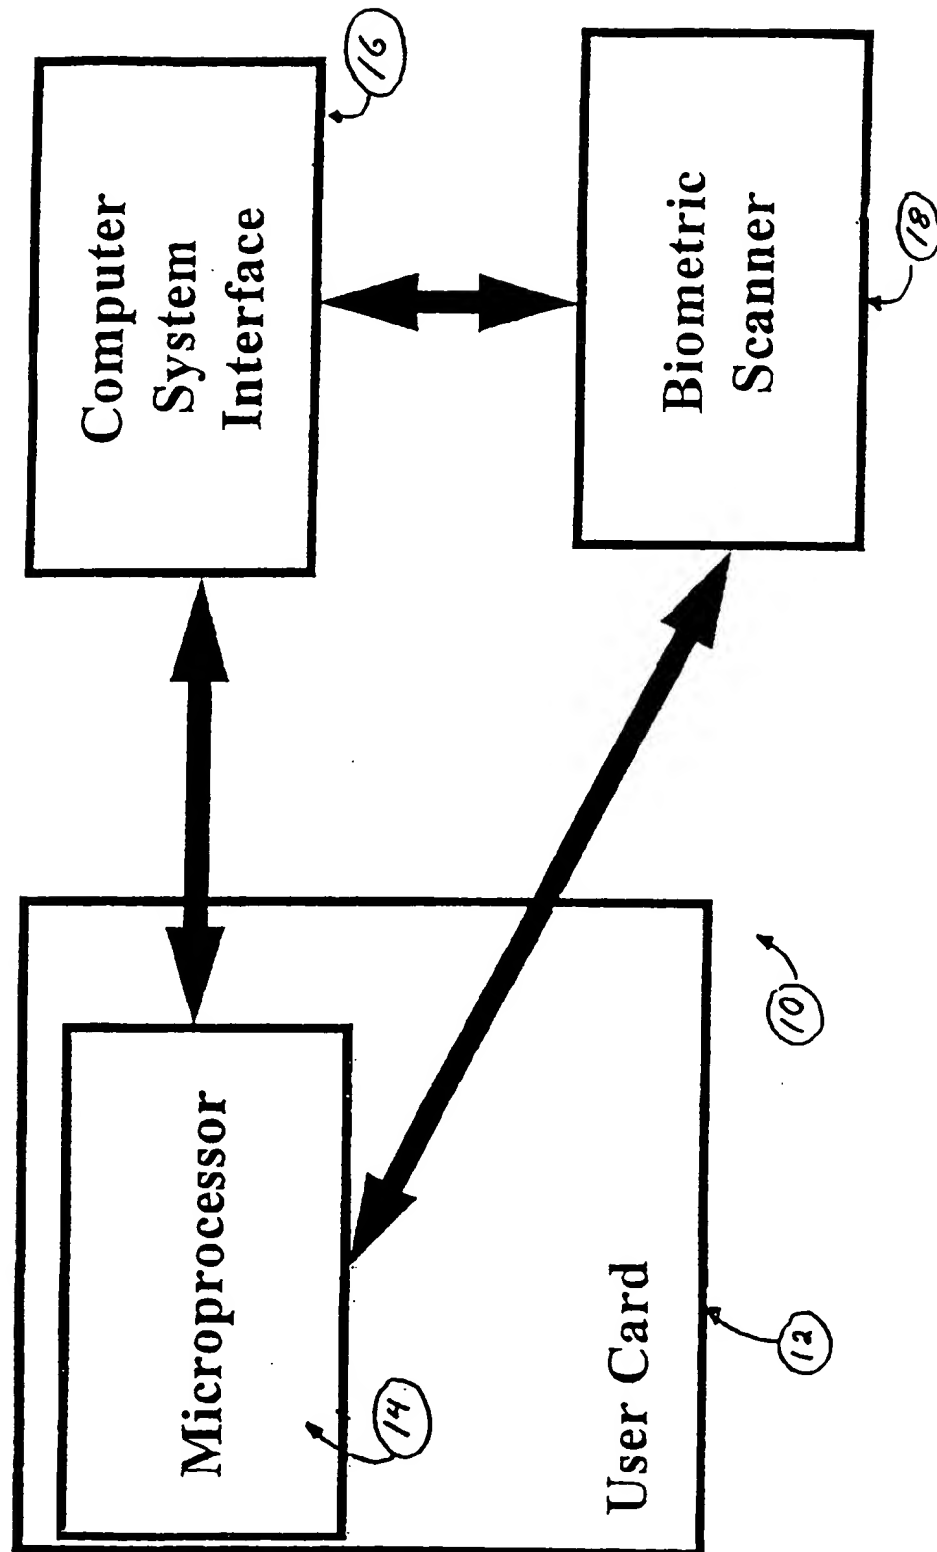 Microprocessor
14
User Card
12
10
Computer
System
Interface
16
Biometric
Scanner
18